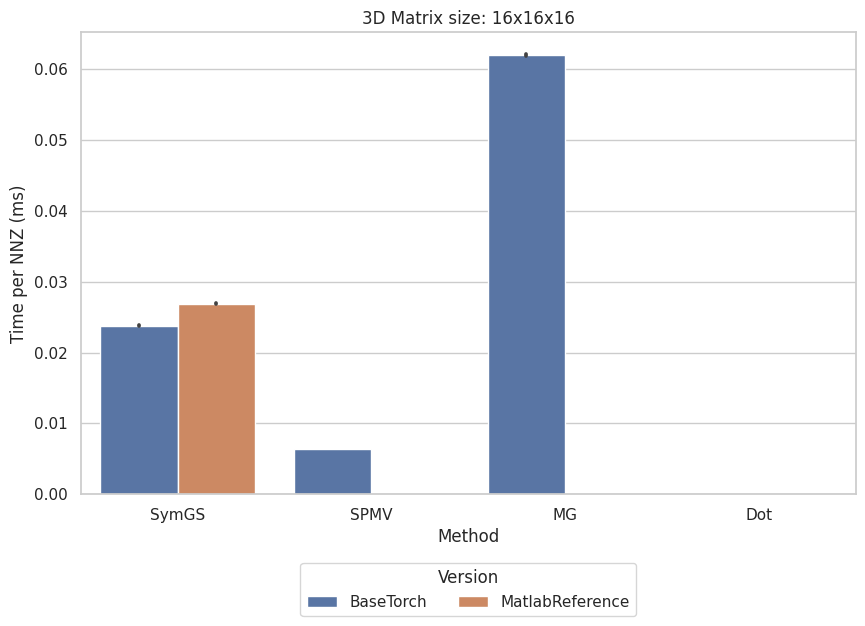 3D Matrix size: 16x16x16
Time per NNZ (ms)
0.06
0.05
0.04
0.03
0.02
0.01
0.00
SymGS SPMV MG Dot
Method
Version
BaseTorch MatlabReference